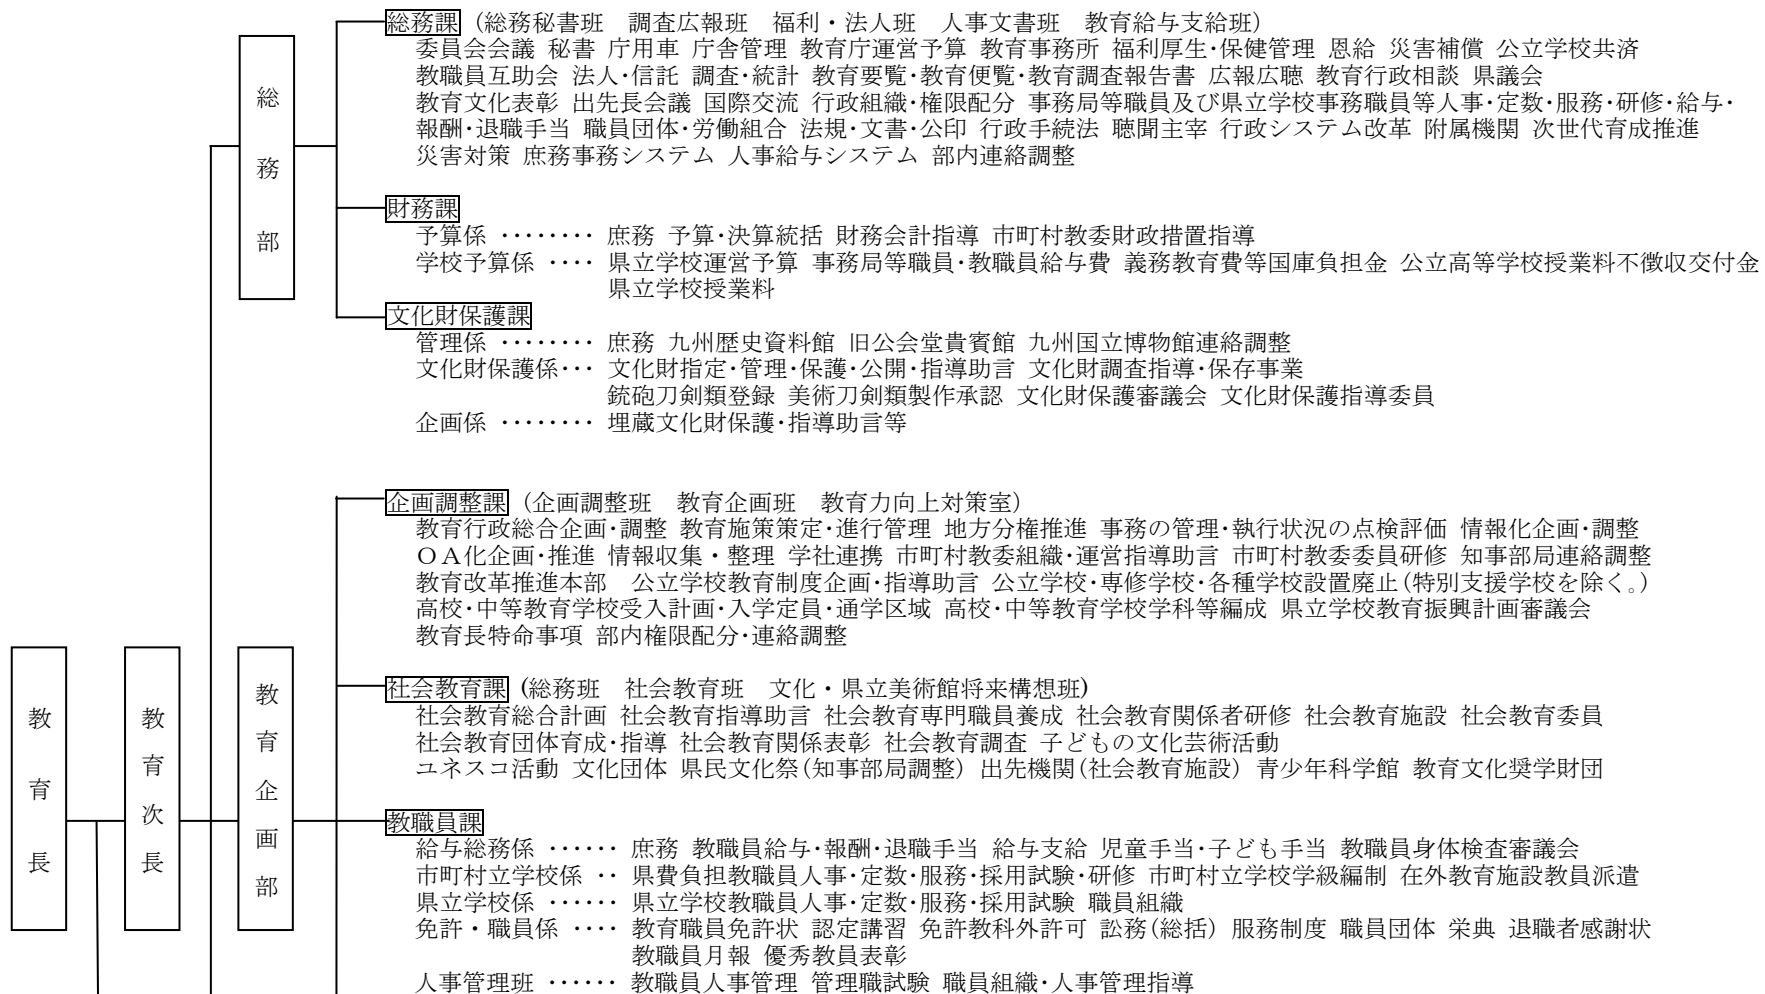 総務課 (総務秘書班　調査広報班　福利・法人班　人事文書班　教育給与支給班)
委員会会議 秘書 庁用車 庁舎管理 教育庁運営予算 教育事務所 福利厚生・保健管理 恩給 災害補償 公立学校共済
教職員互助会 法人・信託 調査・統計 教育要覧・教育便覧・教育調査報告書 広報広聴 教育行政相談 県議会
教育文化表彰 出先長会議 国際交流 行政組織・権限配分 事務局等職員及び県立学校事務職員等人事・定数・服務・研修・給与・
報酬・退職手当 職員団体・労働組合 法規・文書・公印 行政手続法 聴聞主宰 行政システム改革 附属機関 次世代育成推進
災害対策 庶務事務システム 人事給与システム 部内連絡調整
総務部
財務課
予算係 ‥‥‥‥ 庶務 予算・決算統括 財務会計指導 市町村教委財政措置指導
学校予算係 ‥‥ 県立学校運営予算 事務局等職員・教職員給与費 義務教育費等国庫負担金 公立高等学校授業料不徴収交付金
県立学校授業料
文化財保護課
管理係 ‥‥‥‥ 庶務 九州歴史資料館 旧公会堂貴賓館 九州国立博物館連絡調整
文化財保護係‥・ 文化財指定・管理・保護・公開・指導助言 文化財調査指導・保存事業
銃砲刀剣類登録 美術刀剣類製作承認 文化財保護審議会 文化財保護指導委員
企画係 ‥‥‥‥ 埋蔵文化財保護・指導助言等
企画調整課 (企画調整班　教育企画班　教育力向上対策室)
教育行政総合企画・調整 教育施策策定・進行管理 地方分権推進 事務の管理・執行状況の点検評価 情報化企画・調整
ＯＡ化企画・推進 情報収集・整理 学社連携 市町村教委組織・運営指導助言 市町村教委委員研修 知事部局連絡調整
教育改革推進本部　公立学校教育制度企画・指導助言 公立学校・専修学校・各種学校設置廃止(特別支援学校を除く。)
高校・中等教育学校受入計画・入学定員・通学区域 高校・中等教育学校学科等編成 県立学校教育振興計画審議会
教育長特命事項 部内権限配分・連絡調整
教育長
教育次長
教育企画部
社会教育課 (総務班　社会教育班　文化・県立美術館将来構想班)
社会教育総合計画 社会教育指導助言 社会教育専門職員養成 社会教育関係者研修 社会教育施設 社会教育委員
社会教育団体育成・指導 社会教育関係表彰 社会教育調査 子どもの文化芸術活動
ユネスコ活動 文化団体 県民文化祭(知事部局調整) 出先機関(社会教育施設) 青少年科学館 教育文化奨学財団
教職員課
給与総務係 ‥‥‥ 庶務 教職員給与・報酬・退職手当 給与支給 児童手当・子ども手当 教職員身体検査審議会
市町村立学校係 ‥ 県費負担教職員人事・定数・服務・採用試験・研修 市町村立学校学級編制 在外教育施設教員派遣
県立学校係 ‥‥‥ 県立学校教職員人事・定数・服務・採用試験 職員組織
免許・職員係 ‥‥ 教育職員免許状 認定講習 免許教科外許可 訟務(総括) 服務制度 職員団体 栄典 退職者感謝状
教職員月報 優秀教員表彰
人事管理班 ‥‥‥ 教職員人事管理 管理職試験 職員組織・人事管理指導